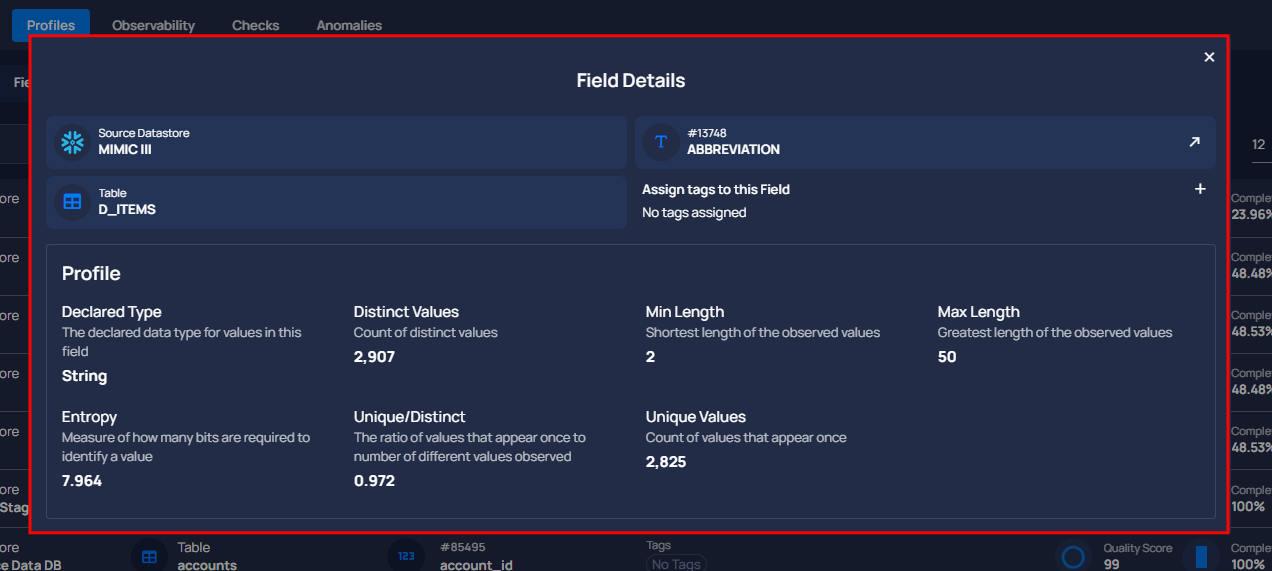 Profiles
Observability
Checks
Anomalies
Field Details
Source Datastore
MIMIC III
#13748
ABBREVIATION
12
Table
D_ITEMS
Assign tags to this Field
No tags assigned
Profile
Declared Type
The declared data type for values in this
field
String
Distinct Values
Count of distinct values
2,907
Min Length
Shortest length of the observed values
2
Max Length
Greatest length of the observed values
50
Entropy
Measure of how many bits are required to
identify a value
7.964
Unique/Distinct
The ratio of values that appear once to
number of different values observed
0.972
Unique Values
Count of values that appear once
2,825
Fie
ore
ore
ore
ore
ore
ore
Stag
Comple
23.96%
Comple
48.48%
Comple
48.53%
Comple
48.48%
Comple
48.53%
Comple
100%
ore
e Data DB
Table
accounts
123
#85495
account_id
Tags
No Tags
Quality Score
99
Comple
100%